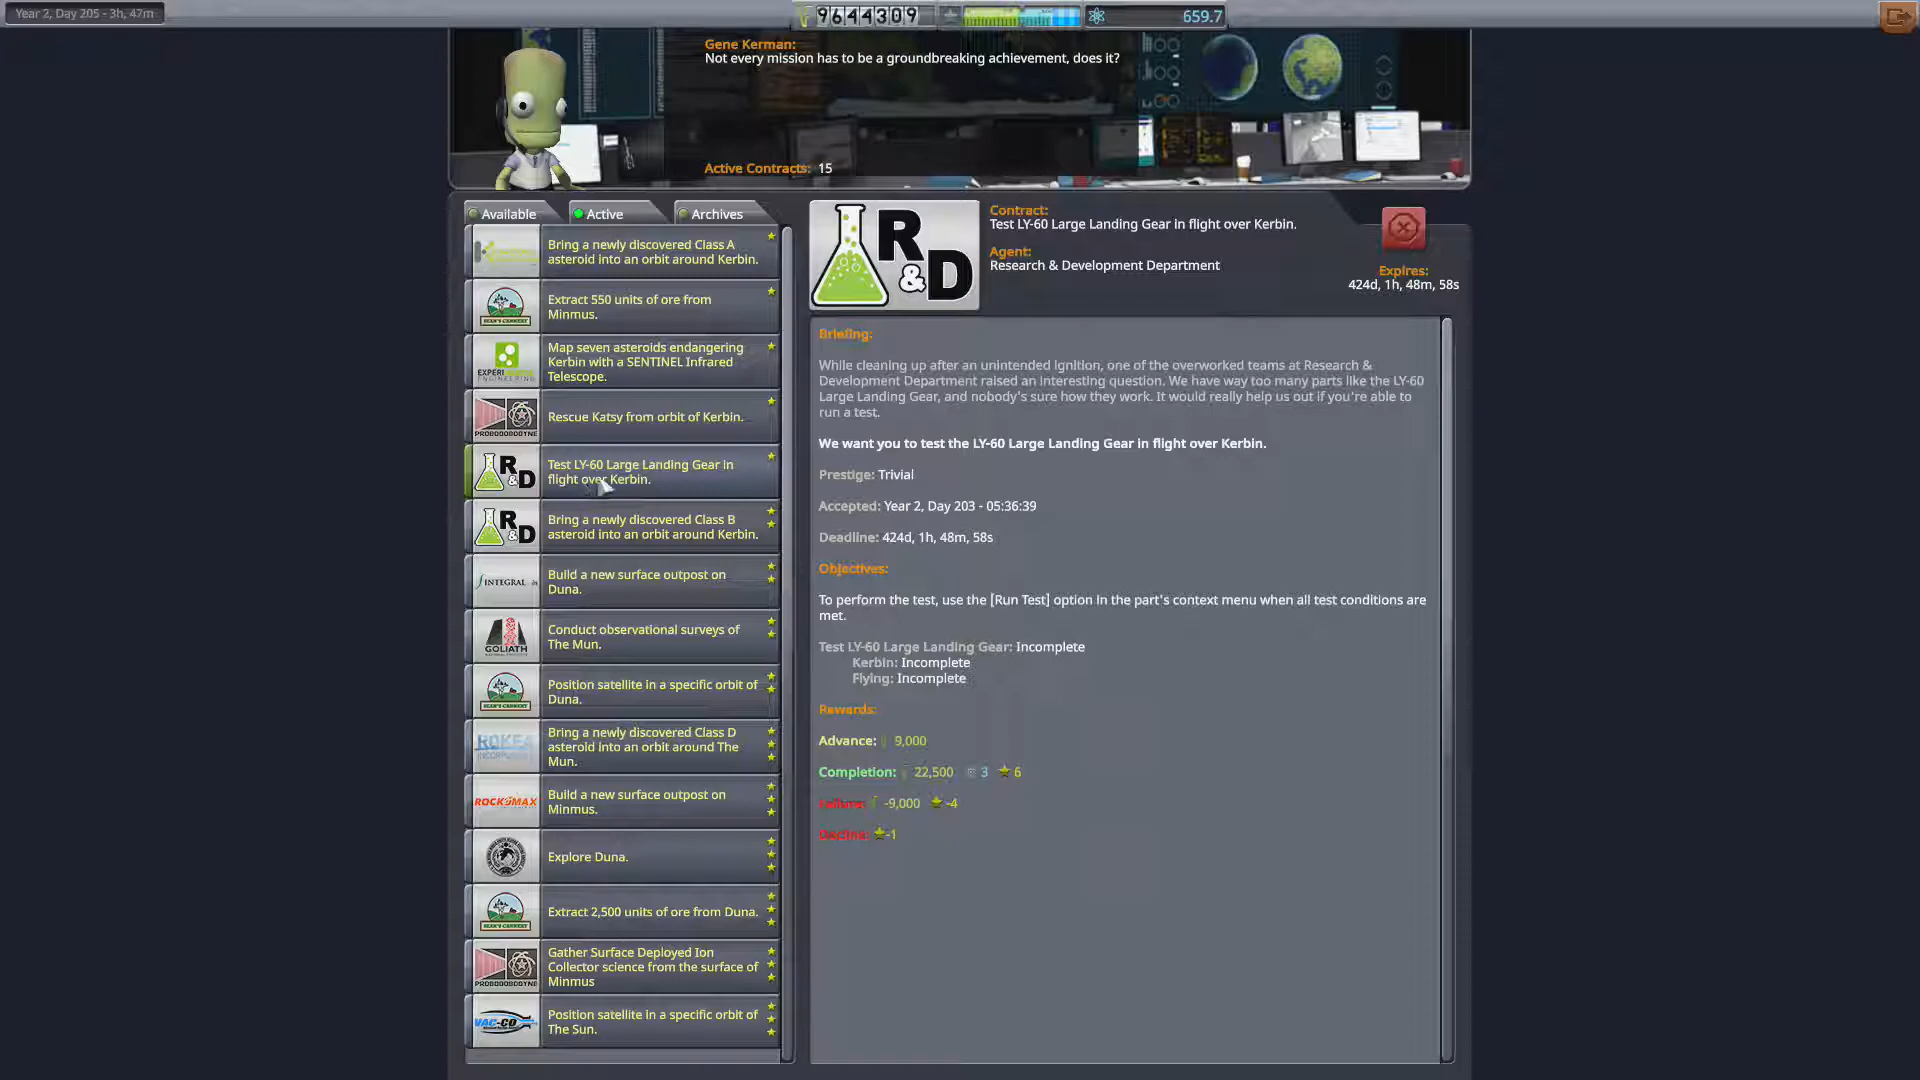 Year 2, Day 205 - 3h, 47m
9644309
659.7
Gene Kerman:
Not every mission has to be a groundbreaking achievement, does it?
Active Contracts: 15
Available
Active
Archives
Bring a newly discovered Class A
asteroid into an orbit around Kerbin.
Extract 550 units of ore from
Minmus.
Map seven asteroids endangering
Kerbin with a SENTINEL Infrared
Telescope.
EXPERI
ENGINEERING
Rescue Katsy from orbit of Kerbin.
PROBODOBODYNE
Test LY-60 Large Landing Gear in
flight over Kerbin.
R&D
Bring a newly discovered Class B
asteroid into an orbit around Kerbin.
R&D
Build a new surface outpost on
Duna.
INTEGRAL
Conduct observational surveys of
The Mun.
GOLIATH
Position satellite in a specific orbit of
Duna.
Bring a newly discovered Class D
asteroid into an orbit around The
Mun.
Build a new surface outpost on
Minmus.
ROCKOMAX
Explore Duna.
Extract 2,500 units of ore from Duna.
Gather Surface Deployed Ion
Collector science from the surface of
Minmus
PROBODOBODYNE
Position satellite in a specific orbit of
The Sun.
VAC-CO
R&D
Contract:
Test LY-60 Large Landing Gear in flight over Kerbin.
Agent:
Research & Development Department
Expires:
424d, 1h, 48m, 58s
Briefing:
While cleaning up after an unintended ignition, one of the overworked teams at Research &
Development Department raised an interesting question. We have way too many parts like the LY-60
Large Landing Gear, and nobody's sure how they work. It would really help us out if you're able to
run a test.
We want you to test the LY-60 Large Landing Gear in flight over Kerbin.
Prestige: Trivial
Accepted: Year 2, Day 203 - 05:36:39
Deadline: 424d, 1h, 48m, 58s
Objectives:
To perform the test, use the [Run Test] option in the part's context menu when all test conditions are
met.
Test LY-60 Large Landing Gear: Incomplete
Kerbin: Incomplete
Flying: Incomplete
Rewards:
Advance: 9,000
Completion: 22,500 3 6
Failure: -9,000 -4
Decline: -1